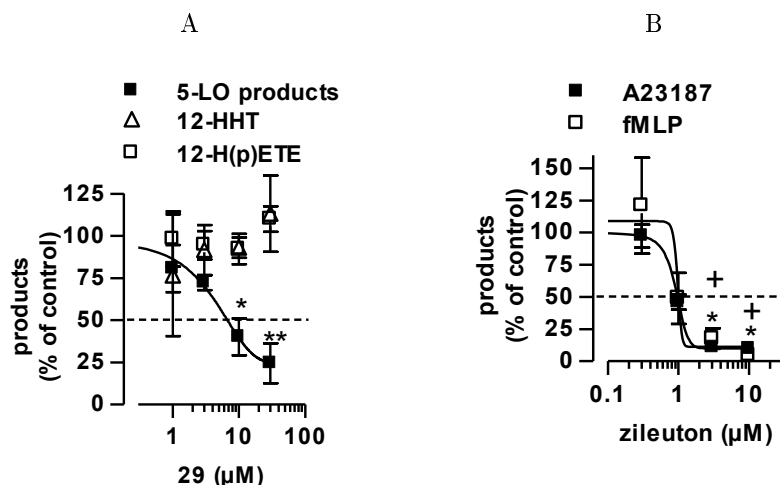 A
5-LO products
12-HHT
12-H(p)ETE
products
(% of control)
125
100
75
50
25
0
*
**
1
10
100
29 (µM)
B
A23187
fMLP
products
(% of control)
150
125
100
75
50
25
0
+
*
+
*
0.1
1
10
zileuton (µM)